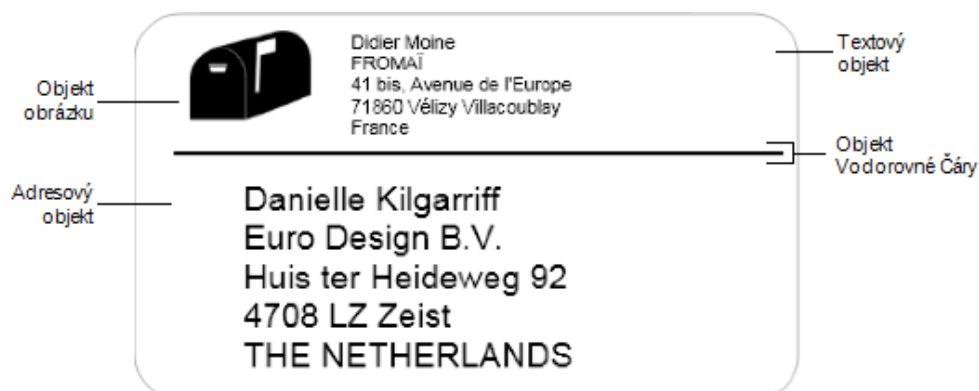 Didier Moine
FROMAÏ
41 bis, Avenue de l'Europe
71860 Vélizy Villacoublay
France
Textový
objekt
Objekt
obrázku
Objekt
Vodorovné Čáry
Adresový
objekt
Danielle Kilgarriff
Euro Design B.V.
Huis ter Heideweg 92
4708 LZ Zeist
THE NETHERLANDS